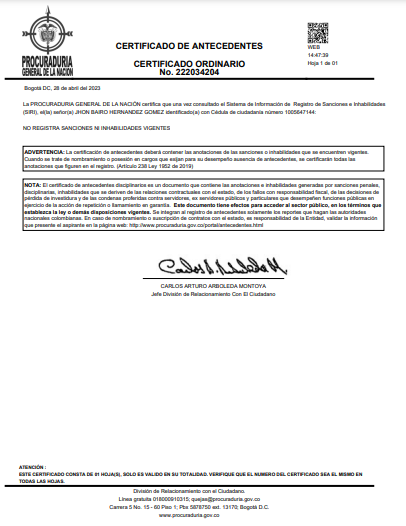 PROCURADURIA
GENERAL DE LA NACION
CERTIFICADO DE ANTECEDENTES
CERTIFICADO ORDINARIO
No. 222034204
WEB
14:47:39
Hoja 1 de 01
Bogotá DC, 28 de abril del 2023
La PROCURADURIA GENERAL DE LA NACIÓN certifica que una vez consultado el Sistema de Información de Registro de Sanciones e Inhabilidades
(SIRI), el(la) señor(a) JHON BAIRO HERNANDEZ GOMEZ identificado(a) con Cédula de ciudadanía número 1005647144:
NO REGISTRA SANCIONES NI INHABILIDADES VIGENTES
ADVERTENCIA: La certificación de antecedentes deberá contener las anotaciones de las sanciones o inhabilidades que se encuentren vigentes.
Cuando se trate de nombramiento o posesión en cargos que exijan para su desempeño ausencia de antecedentes, se certificarán todas las
anotaciones que figuren en el registro. (Artículo 238 Ley 1952 de 2019)
NOTA: El certificado de antecedentes disciplinarios es un documento que contiene las anotaciones e inhabilidades generadas por sanciones penales,
disciplinarias, inhabilidades que se deriven de las relaciones contractuales con el estado, de los fallos con responsabilidad fiscal, de las decisiones de
pérdida de investidura y de las condenas proferidas contra servidores, ex servidores públicos y particulares que desempeñen funciones públicas en
ejercicio de la acción de repetición o llamamiento en garantía. Este documento tiene efectos para acceder al sector público, en los términos que
establezca la ley o demás disposiciones vigentes. Se integran al registro de antecedentes solamente los reportes que hagan las autoridades
nacionales colombianas. En caso de nombramiento o suscripción de contratos con el estado, es responsabilidad de la Entidad, validar la información
que presente el aspirante en la página web: http://www.procuraduria.gov.co/portal/antecedentes.html
CARLOS ARTURO ARBOLEDA MONTOYA
Jefe División de Relacionamiento Con El Ciudadano
ATENCIÓN :
ESTE CERTIFICADO CONSTA DE 01 HOJA(S), SOLO ES VALIDO EN SU TOTALIDAD. VERIFIQUE QUE EL NUMERO DEL CERTIFICADO SEA EL MISMO EN
TODAS LAS HOJAS.
División de Relacionamiento con el Ciudadano.
Línea gratuita 018000910315; quejas@procuraduria.gov.co
Carrera 5 No. 15 - 60 Piso 1; Pbx 5878750 ext. 13170; Bogotá D.C.
www.procuraduria.gov.co